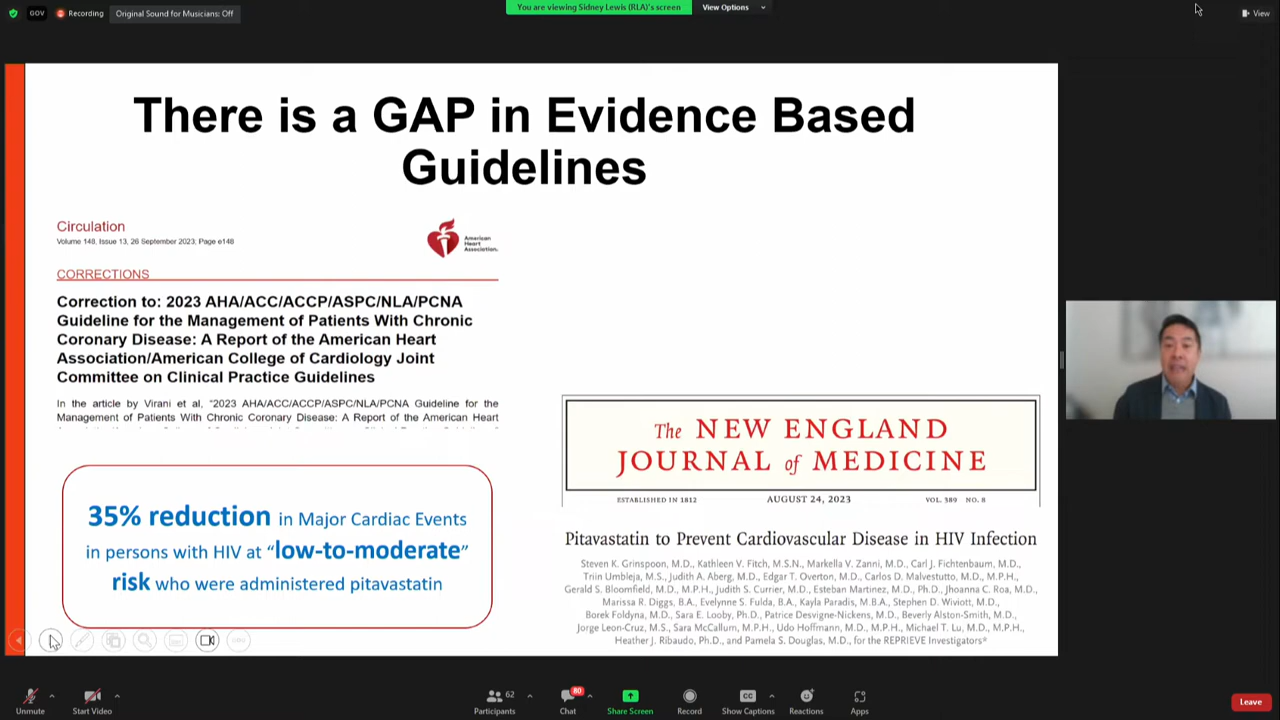 GOV
Recording
Original Sound for Musicians: Off
You are viewing Sidney Lewis (RLA)'s screen
View Options
View
There is a GAP in Evidence Based
Guidelines
Circulation
Volume 148, Issue 13, 26 September 2023; Page e148
American
Heart
Association.
CORRECTIONS
Correction to: 2023 AHA/ACC/ACCP/ASPC/NLA/PCNA
Guideline for the Management of Patients With Chronic
Coronary Disease: A Report of the American Heart
Association/American College of Cardiology Joint
Committee on Clinical Practice Guidelines
In the article by Virani et al, "2023 AHA/ACC/ACCP/ASPC/NLA/PCNA Guideline for the
Management of Patients With Chronic Coronary Disease: A Report of the American Heart
35% reduction in Major Cardiac Events
in persons with HIV at "low-to-moderate"
risk who were administered pitavastatin
The NEW ENGLAND
JOURNAL of MEDICINE
ESTABLISHED IN 1812 AUGUST 24, 2023 VOL. 389 NO. 8
Pitavastatin to Prevent Cardiovascular Disease in HIV Infection
Steven K. Grinspoon, M.D., Kathleen V. Fitch, M.S.N., Markella V. Zanni, M.D., Carl J. Fichtenbaum, M.D.,
Triin Umbleja, M.S., Judith A. Aberg, M.D., Edgar T. Overton, M.D., Carlos D. Malvestutto, M.D., M.P.H.,
Gerald S. Bloomfield, M.D., M.P.H., Judith S. Currier, M.D., Esteban Martinez, M.D., Ph.D., Jhoanna C. Roa, M.D.,
Marissa R. Diggs, B.A., Evelynne S. Fulda, B.A., Kayla Paradis, M.B.A., Stephen D. Wiviott, M.D.,
Borek Foldyna, M.D., Sara E. Looby, Ph.D., Patrice Desvigne-Nickens, M.D., Beverly Alston-Smith, M.D.,
Jorge Leon-Cruz, M.S., Sara McCallum, M.P.H., Udo Hoffmann, M.D., M.P.H., Michael T. Lu, M.D., M.P.H.,
Heather J. Ribaudo, Ph.D., and Pamela S. Douglas, M.D., for the REPRIEVE Investigators*
62
80
CC
Unmute
Start Video
Participants
Chat
Share Screen
Record
Show Captions
Reactions
Apps
Leave